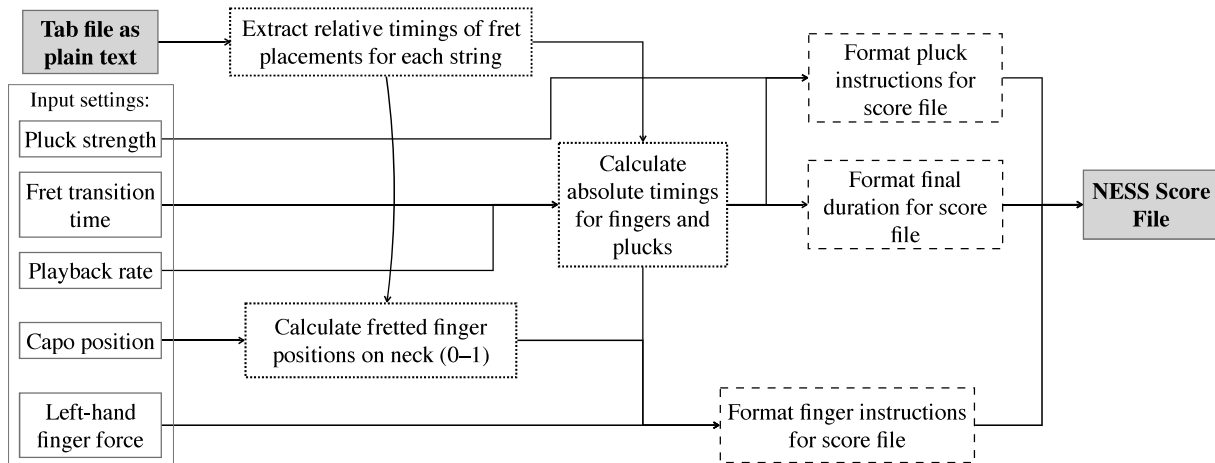 Tab file as
plain text
Extract relative timings of fret
placements for each string
Input settings:
Pluck strength
Fret transition
time
Playback rate
Capo position
Left-hand
finger force
Calculate fretted finger
positions on neck (0–1)
Calculate
absolute timings
for fingers and
plucks
Format pluck
instructions for
score file
Format final
duration for score
file
Format finger instructions
for score file
NESS Score
File